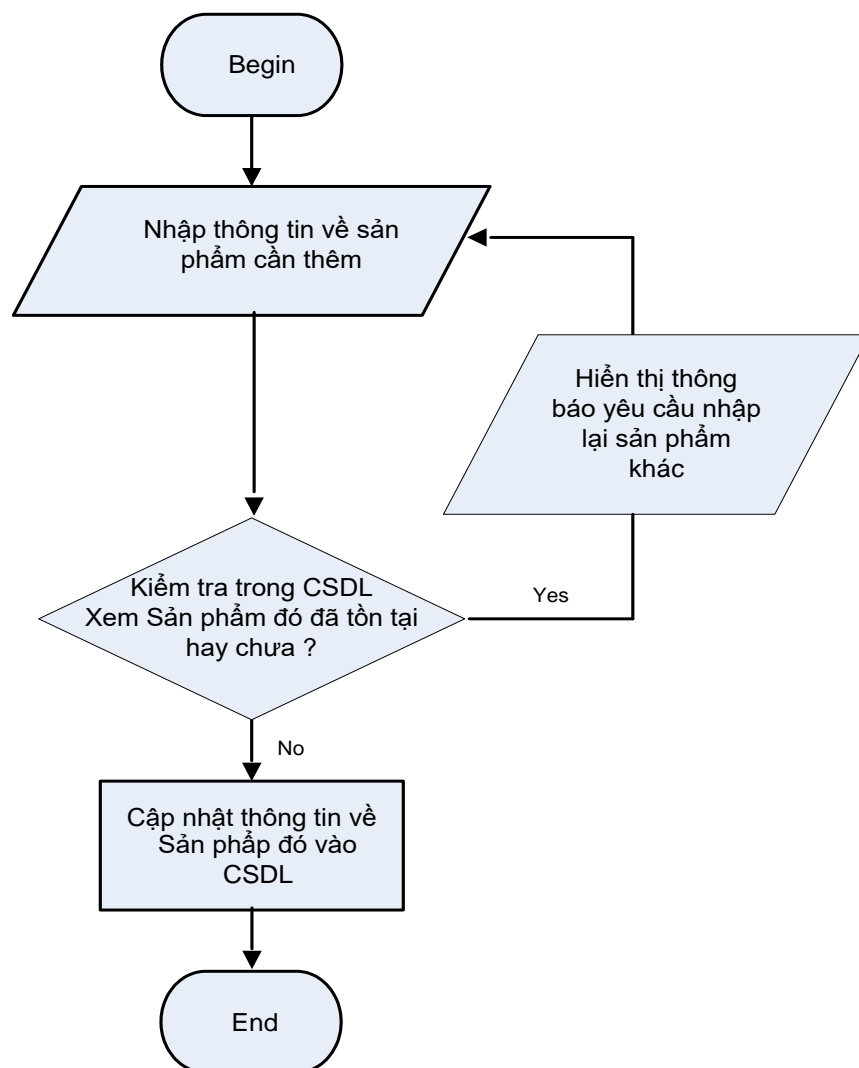 Begin
Nhập thông tin về sản
phẩm cần thêm
Hiển thị thông
báo yêu cầu nhập
lại sản phẩm
khác
Kiểm tra trong CSDL
Xem Sản phẩm đó đã tồn tại
hay chưa ?
Yes
No
Cập nhật thông tin về
Sản phẩp đó vào
CSDL
End